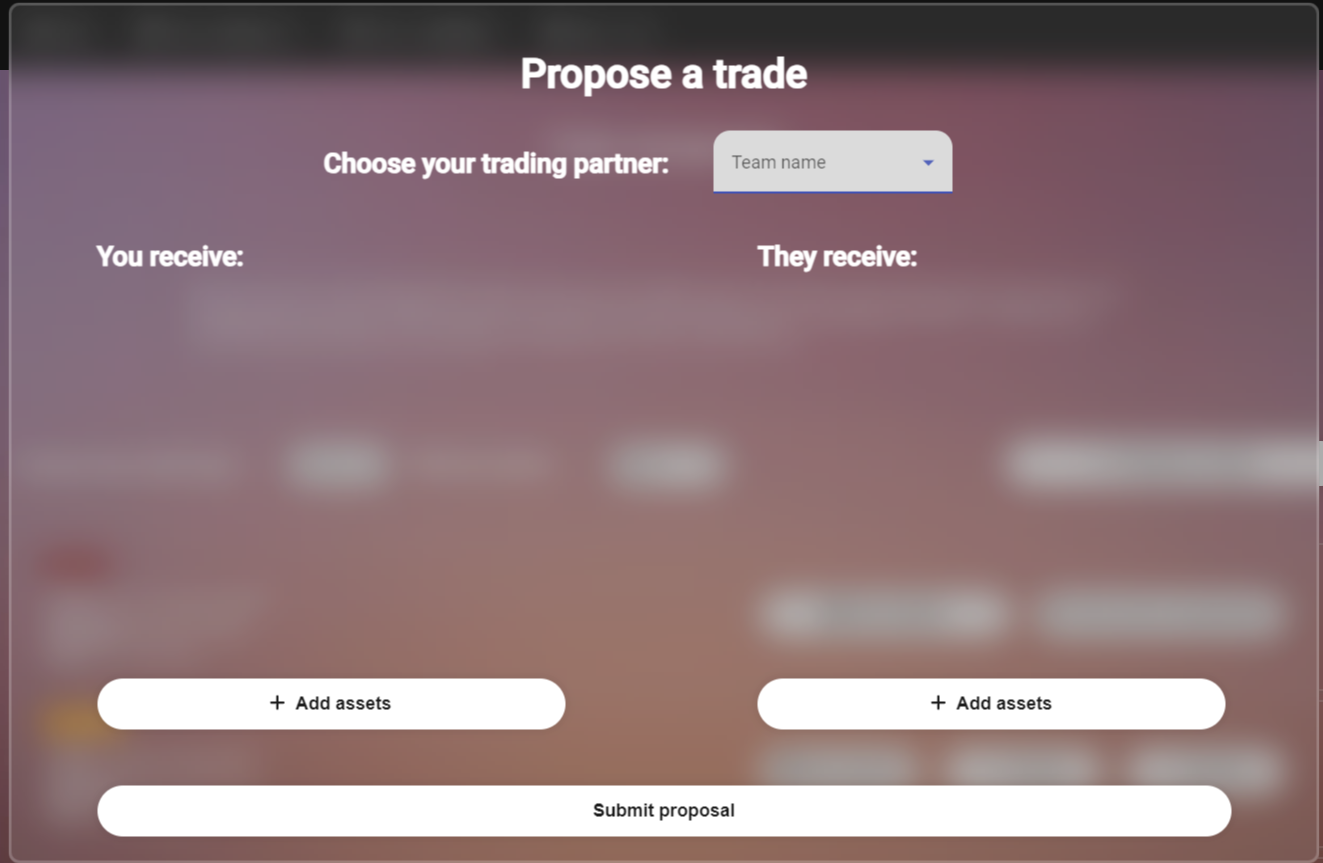 Propose a trade
Choose your trading partner:
Team name
You receive:
They receive:
+ Add assets
+ Add assets
Submit proposal